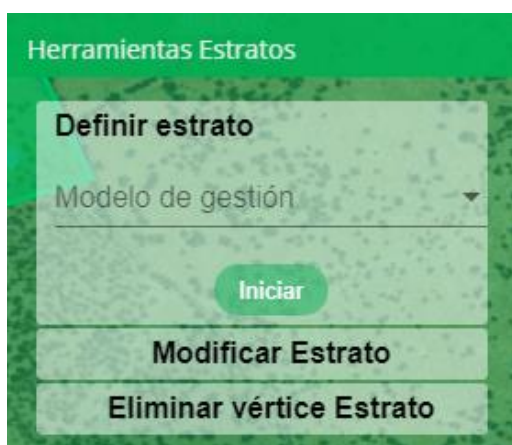 Herramientas Estratos
Definir estrato
Modelo de gestión
Iniciar
Modificar Estrato
Eliminar vértice Estrato